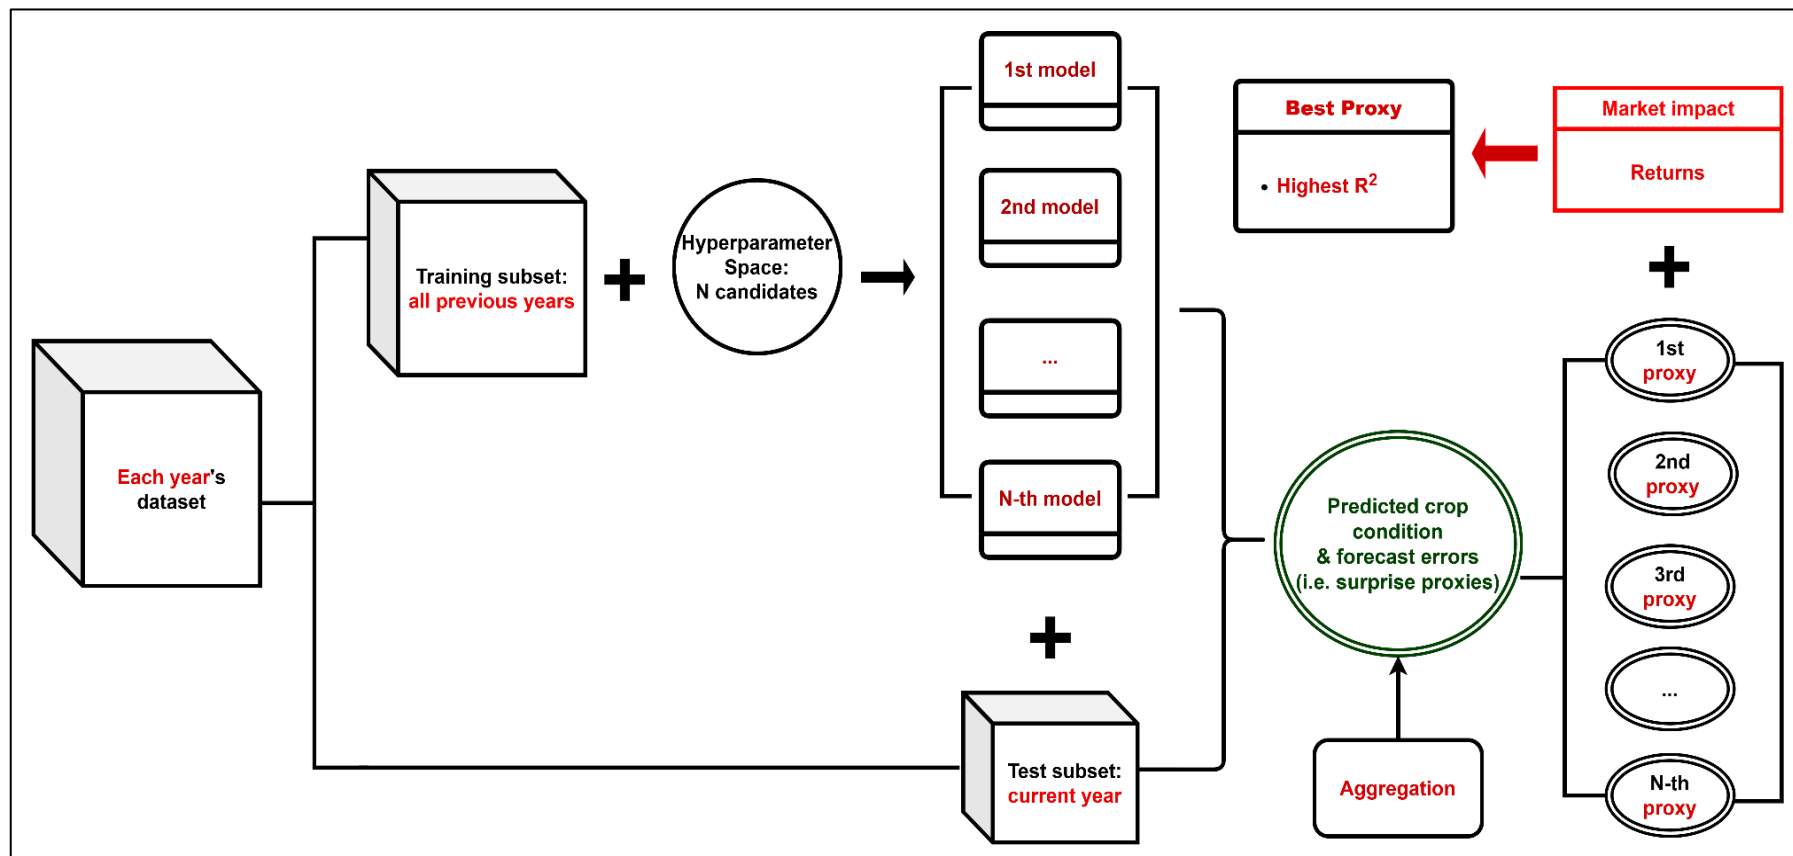 Each year's
dataset
Training subset:
all previous years
Hyperparameter
Space:
N candidates
1st model
2nd model
...
N-th model
Test subset:
current year
Predicted crop
condition
& forecast errors
(i.e. surprise proxies)
Aggregation
1st
proxy
2nd
proxy
3rd
proxy
...
N-th
proxy
Market impact
Returns
Best Proxy
• Highest R²